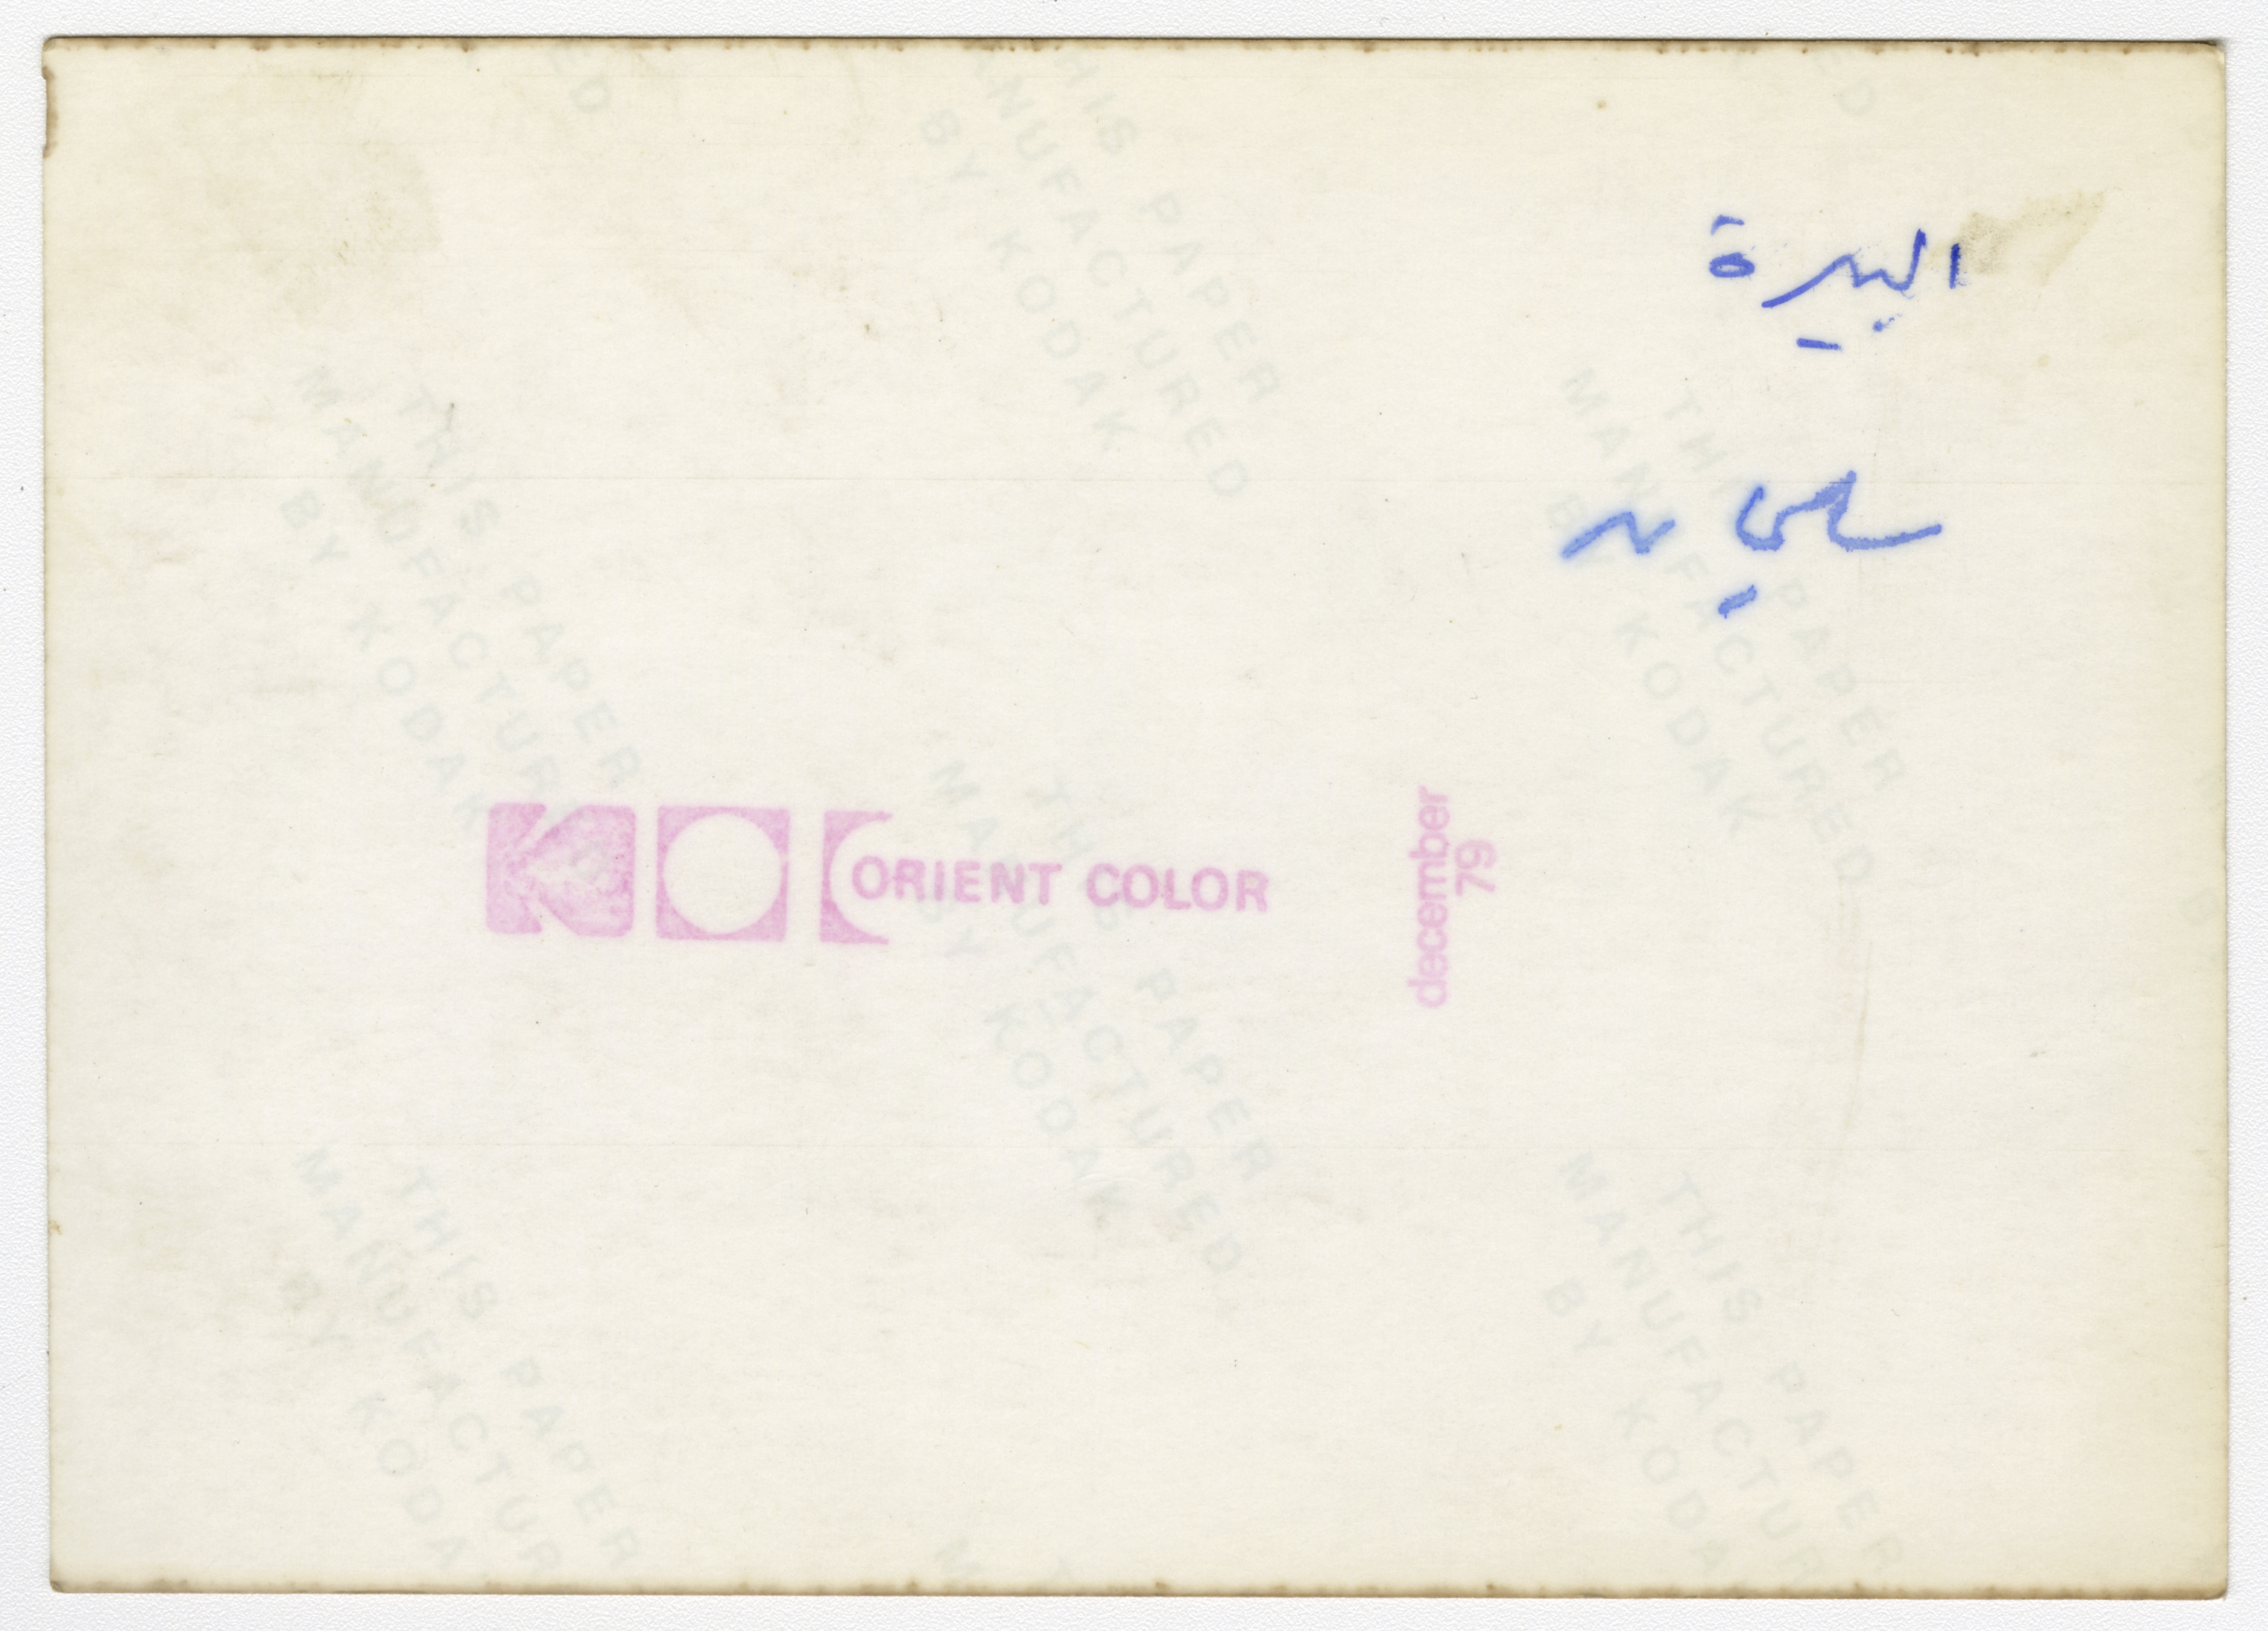 البيرة
ORIENT COLOR
december
79
THIS PAPER
MANUFACTURED
BY KODAK